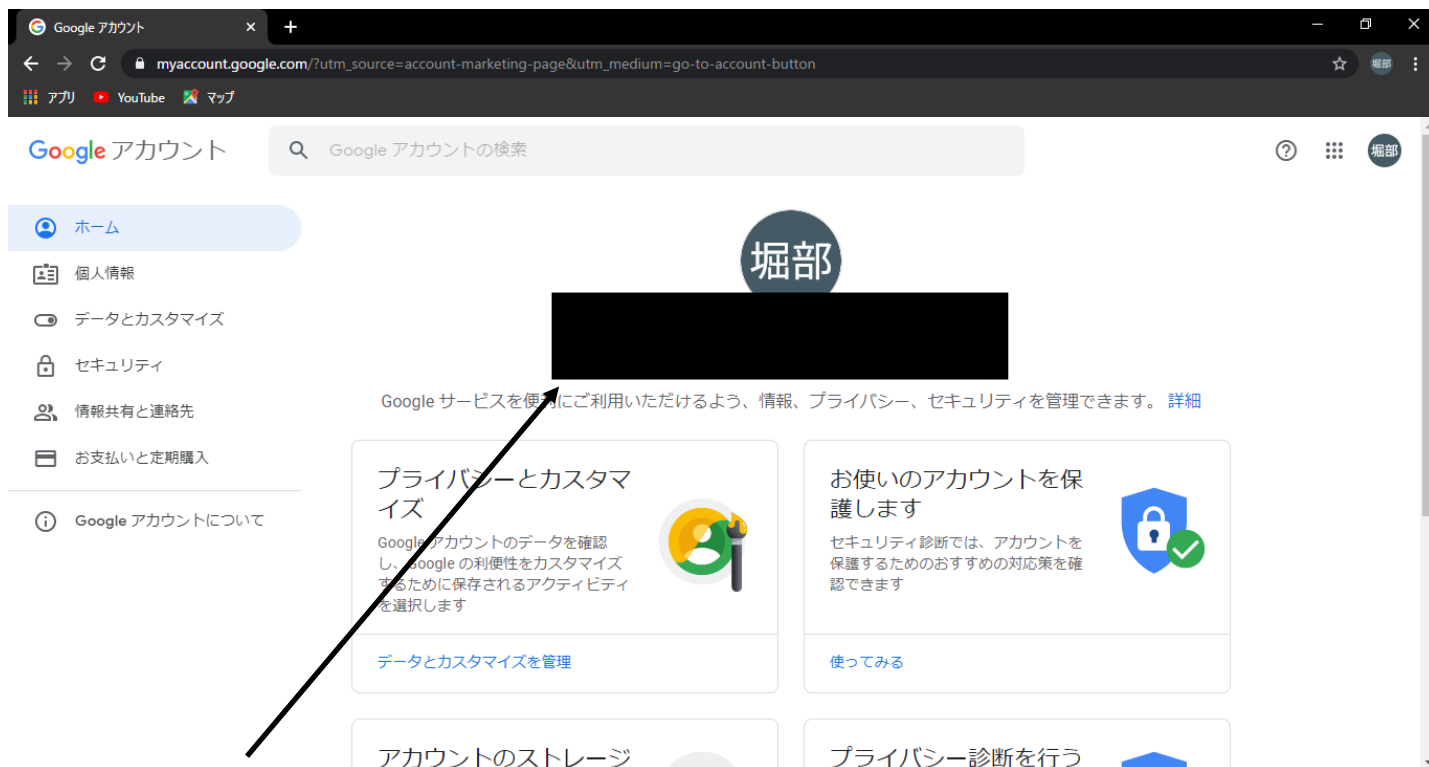 Google アカウント
myaccount.google.com/?utm_source=account-marketing-page&utm_medium=go-to-account-button
堀部
アプリ YouTube マップ
Google アカウント
Google アカウントの検索
堀部
ホーム
個人情報
データとカスタマイズ
セキュリティ
情報共有と連絡先
お支払いと定期購入
Google アカウントについて
堀部
Google サービスを便利にご利用いただけるよう、情報、プライバシー、セキュリティを管理できます。 詳細
プライバシーとカスタマ
イズ
Google アカウントのデータを確認
し、Google の利便性をカスタマイズ
するために保存されるアクティビティ
を選択します
データとカスタマイズを管理
お使いのアカウントを保
護します
セキュリティ診断では、アカウントを
保護するためのおすすめの対応策を確
認できます
使ってみる
アカウントのストレージ
プライバシー診断を行う